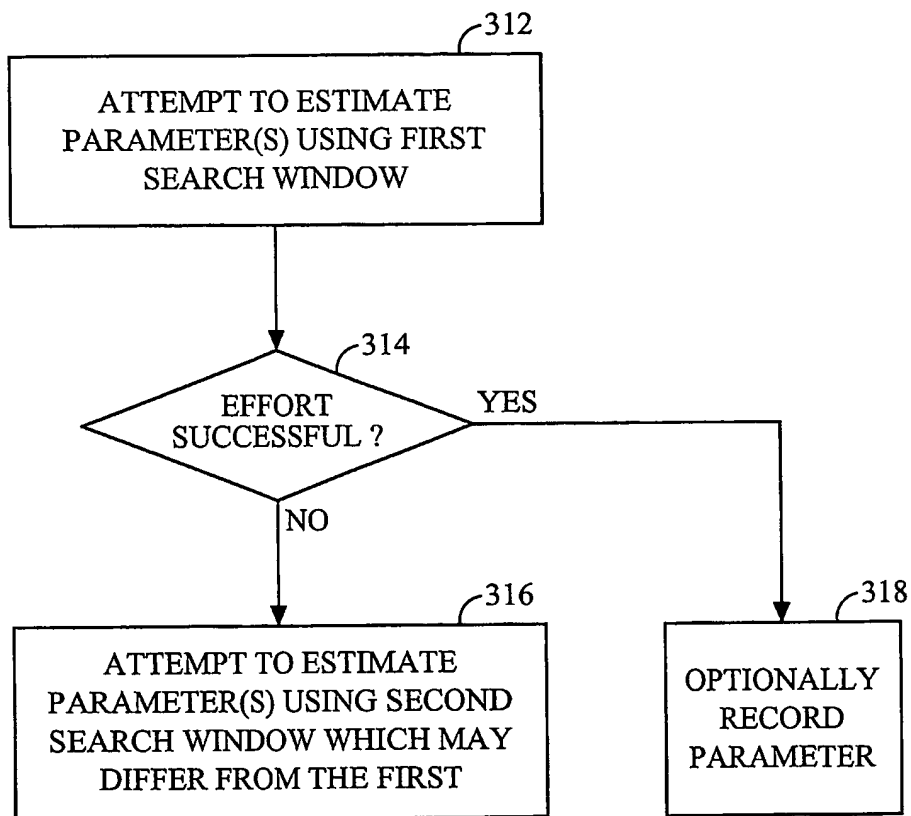 312
ATTEMPT TO ESTIMATE
PARAMETER(S) USING FIRST
SEARCH WINDOW
314
EFFORT
SUCCESSFUL ?
YES
NO
316
ATTEMPT TO ESTIMATE
PARAMETER(S) USING SECOND
SEARCH WINDOW WHICH MAY
DIFFER FROM THE FIRST
318
OPTIONALLY
RECORD
PARAMETER